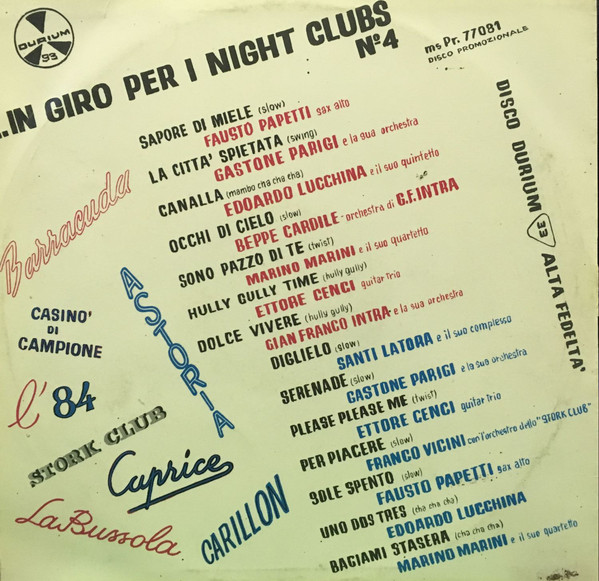 DURIUM
33
..IN GIRO PER I NIGHT CLUBS
N°4
ms Pr. 77081
DISCO PROMOZIONALE
SAPORE DI MIELE (slow)
FAUSTO PAPETTI sax alto
LA CITTA' SPIETATA (swing)
GASTONE PARIGI e la sua orchestra
CANALLA (mambo cha cha cha)
EDOARDO LUCCHINA e il suo quintetto
OCCHI DI CIELO (slow)
BEPPE CARDILE - orchestra di G.F. INTRA
SONO PAZZO DI TE (twist)
MARINO MARINI e il suo quartetto
HULLY GULLY TIME (hully gully)
ETTORE CENCI guitar trio
DOLCE VIVERE (hully gully)
GIAN FRANCO INTRA e la sua orchestra
DIGLIELO (slow)
SANTI LATORA e il suo complesso
SERENADE (slow)
GASTONE PARIGI e la sua orchestra
PLEASE PLEASE ME (twist)
ETTORE CENCI guitar trio
PER PIACERE (slow)
FRANCO VICINI con l'orchestra dello "STORK CLUB"
SOLE SPENTO (slow)
FAUSTO PAPETTI sax alto
UNO DOS TRES (cha cha cha)
EDOARDO LUCCHINA
BACIAMI STASERA (cha cha cha)
MARINO MARINI e il suo quartetto
DISCO DURIUM 33 ALTA FEDELTA'
Barracuda
ASTORIA
CASINO'
DI
CAMPIONE
l'84
STORK CLUB
Caprice
La Bussola
CARILLON